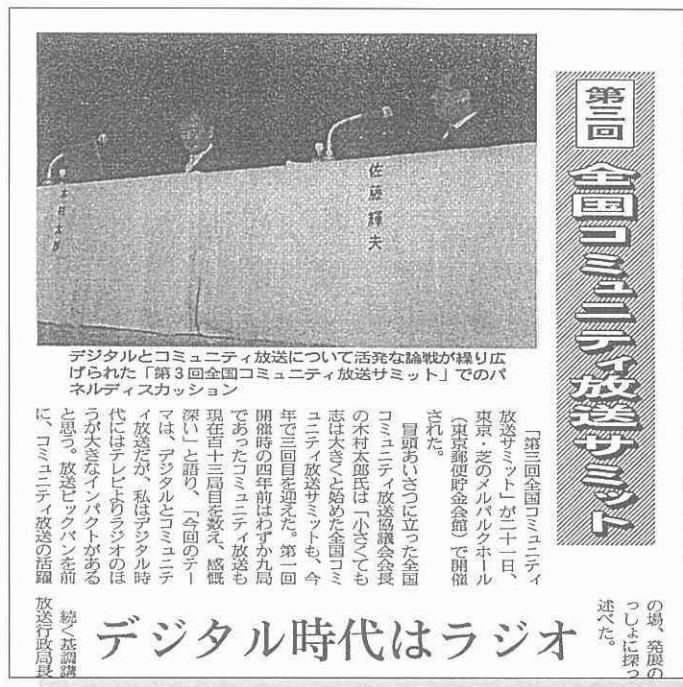 第三回
全国コミュニティ放送サミット
佐藤輝夫
デジタルとコミュニティ放送について活発な論戦が繰り広
げられた「第3回全国コミュニティ放送サミット」でのパ
ネルディスカッション
「第三回全国コミュニティ
放送サミット」が二十一日、
東京・芝のメルパルクホール
(東京郵便貯金会館)で開催
された。
冒頭あいさつに立った全国
コミュニティ放送協議会会長
の木村太郎氏は「小さくても
志は大きくと始めた全国コミ
ュニティ放送サミットも、今
年で三回目を迎えた。第一回
開催時の四年前はわずか九局
であったコミュニティ放送も
現在百十三局目を数え、感慨
深い」と語り、「今回のテー
マは、デジタルとコミュニテ
ィ放送だが、私はデジタル時
代にはテレビよりラジオのほ
うが大きなインパクトがある
と思う。放送ビックバンを前
に、コミュニティ放送の活躍
の場、発展の
っしょに探っ
述べた。
デジタル時代はラジオ
続く基調講
放送行政局長